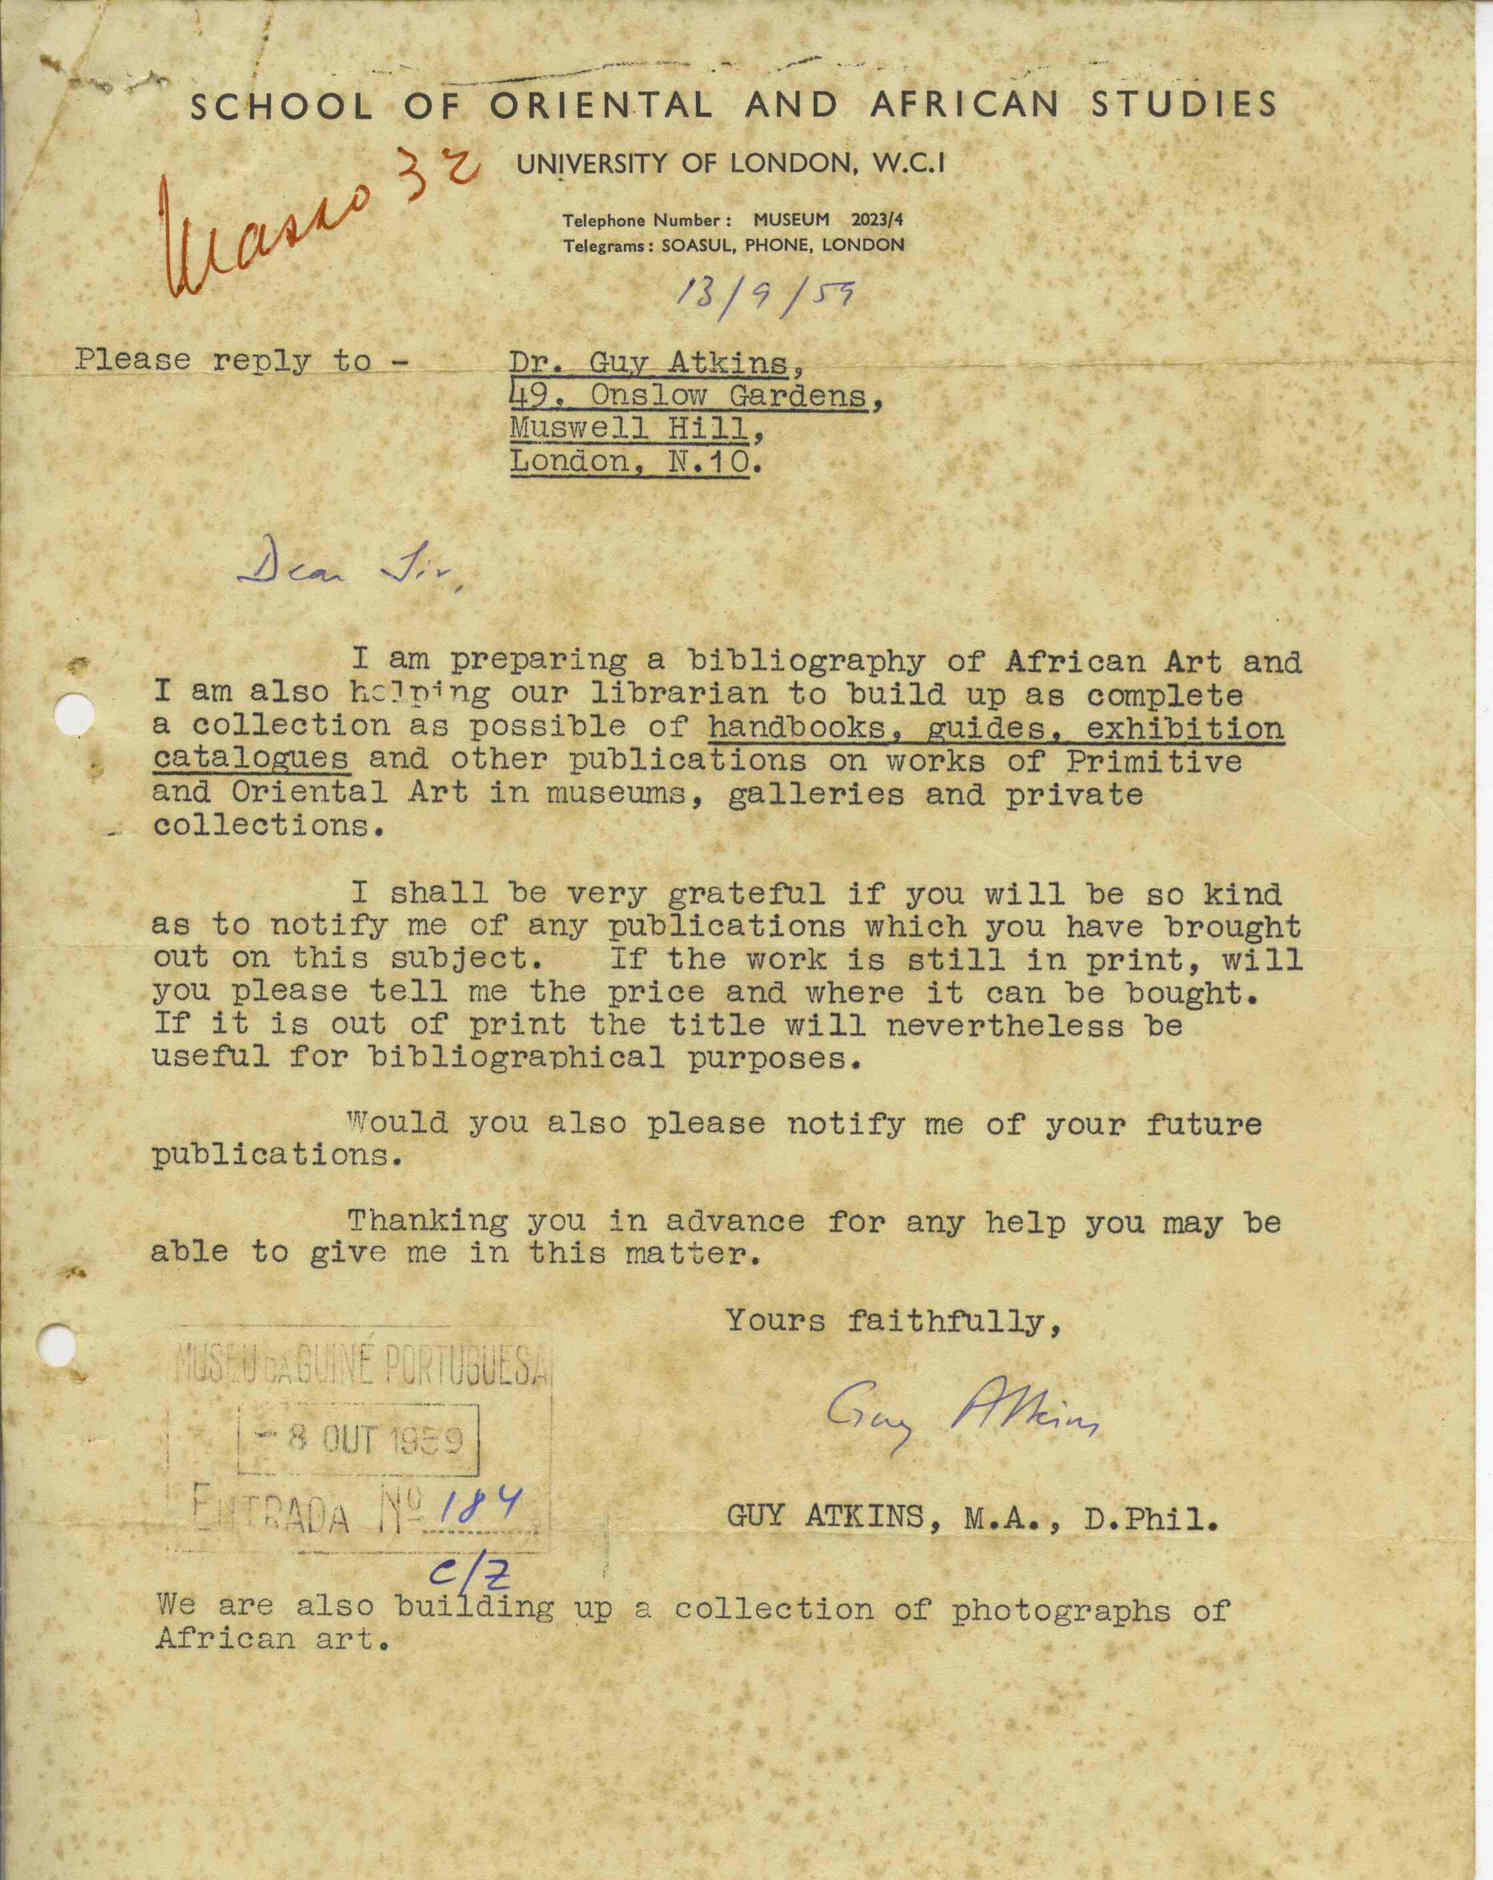 SCHOOL OF ORIENTAL AND AFRICAN STUDIES
UNIVERSITY OF LONDON, W.C.1
Masso 32
Telephone Number: MUSEUM 2023/4
Telegrams: SOASUL, PHONE, LONDON
13/9/59
Please reply to - Dr. Guy Atkins,
49. Onslow Gardens,
Muswell Hill,
London, N.10.
Dear Sir,
I am preparing a bibliography of African Art and
I am also helping our librarian to build up as complete
a collection as possible of handbooks, guides, exhibition
catalogues and other publications on works of Primitive
and Oriental Art in museums, galleries and private
collections.
I shall be very grateful if you will be so kind
as to notify me of any publications which you have brought
out on this subject. If the work is still in print, will
you please tell me the price and where it can be bought.
If it is out of print the title will nevertheless be
useful for bibliographical purposes.
Would you also please notify me of your future
publications.
Thanking you in advance for any help you may be
able to give me in this matter.
Yours faithfully,
Guy Atkins
GUY ATKINS, M.A., D.Phil.
MUSEU DA GUINÉ PORTUGUESA
-8 OUT 1959
ENTRADA Nº 184
C/Z
We are also building up a collection of photographs of
African art.